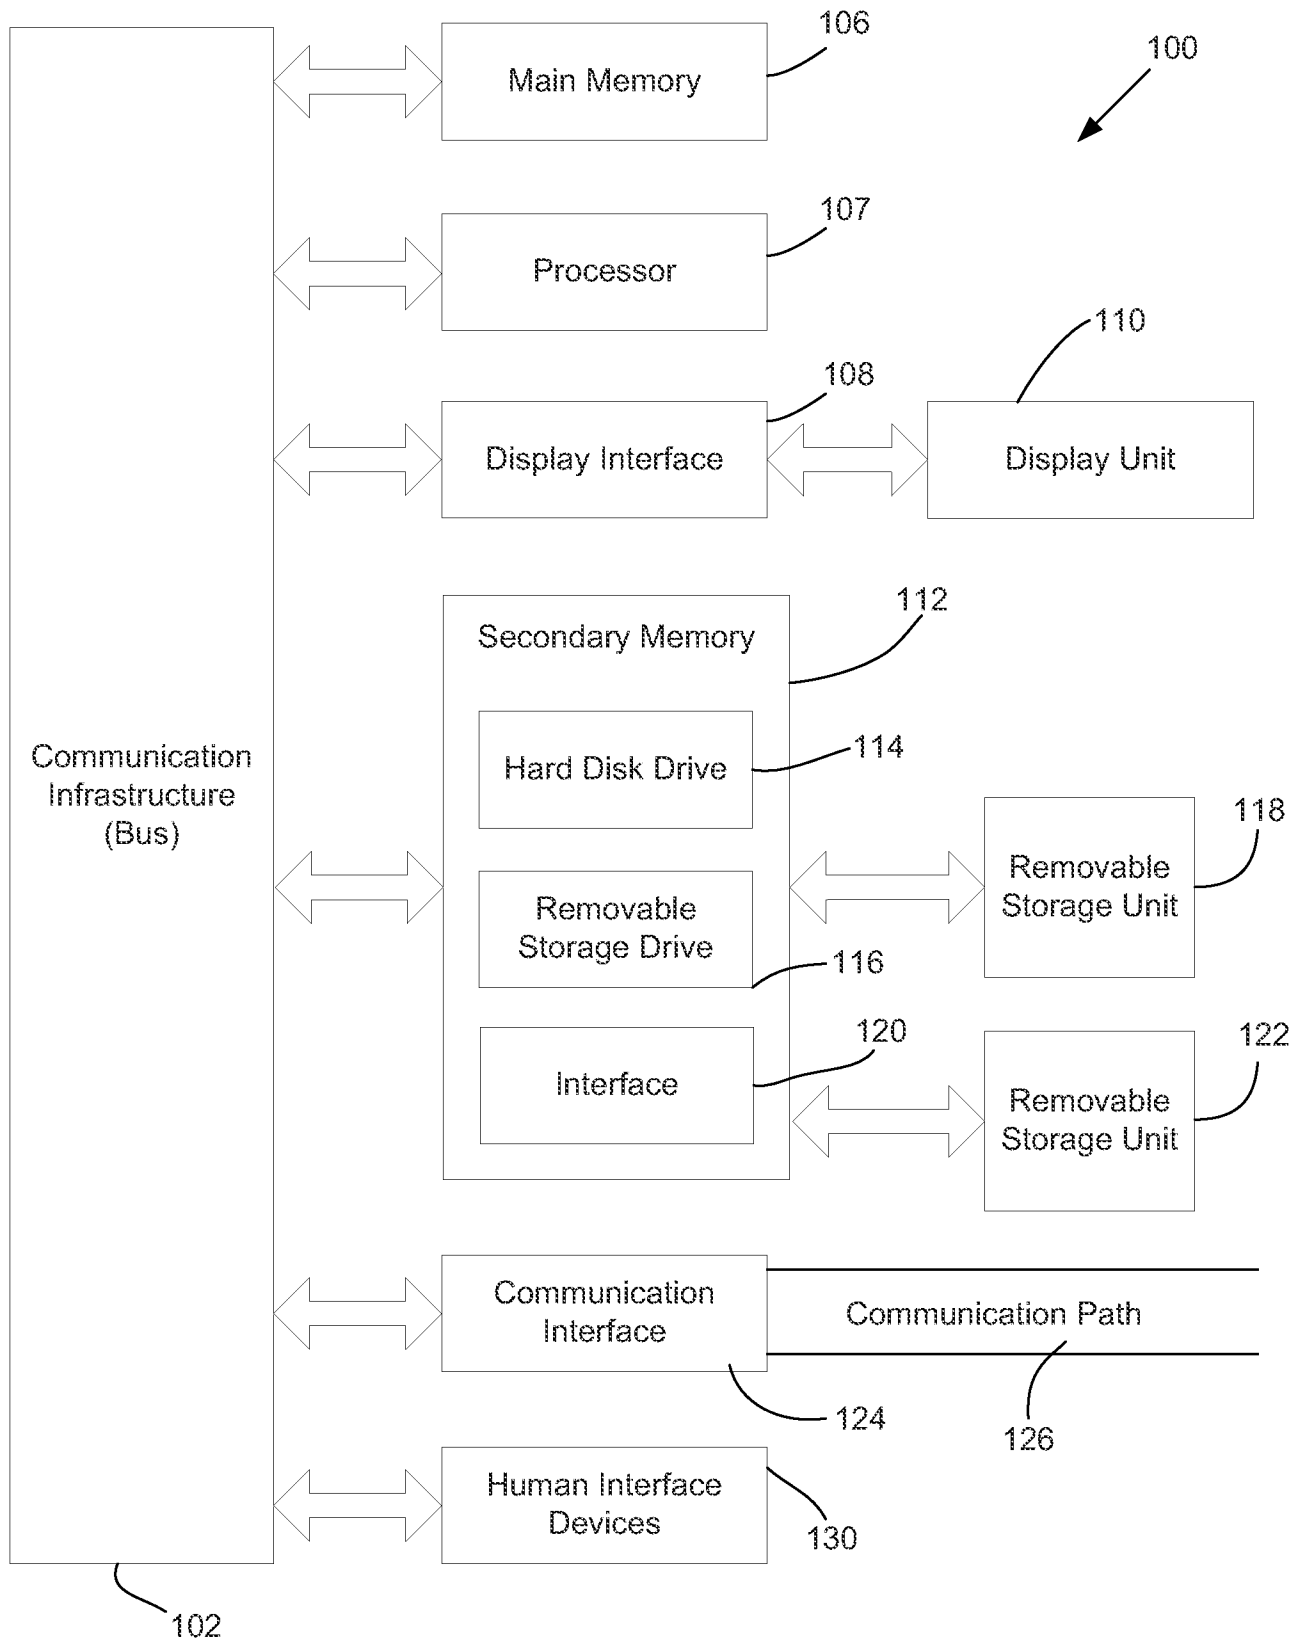 106
100
Main Memory
107
Processor
110
108
Display Interface
Display Unit
112
Secondary Memory
114
Hard Disk Drive
Communication
Infrastructure
(Bus)
118
Removable
Storage Unit
Removable
Storage Drive
116
120
122
Interface
Removable
Storage Unit
Communication
Interface
Communication Path
124
126
Human Interface
Devices
130
102